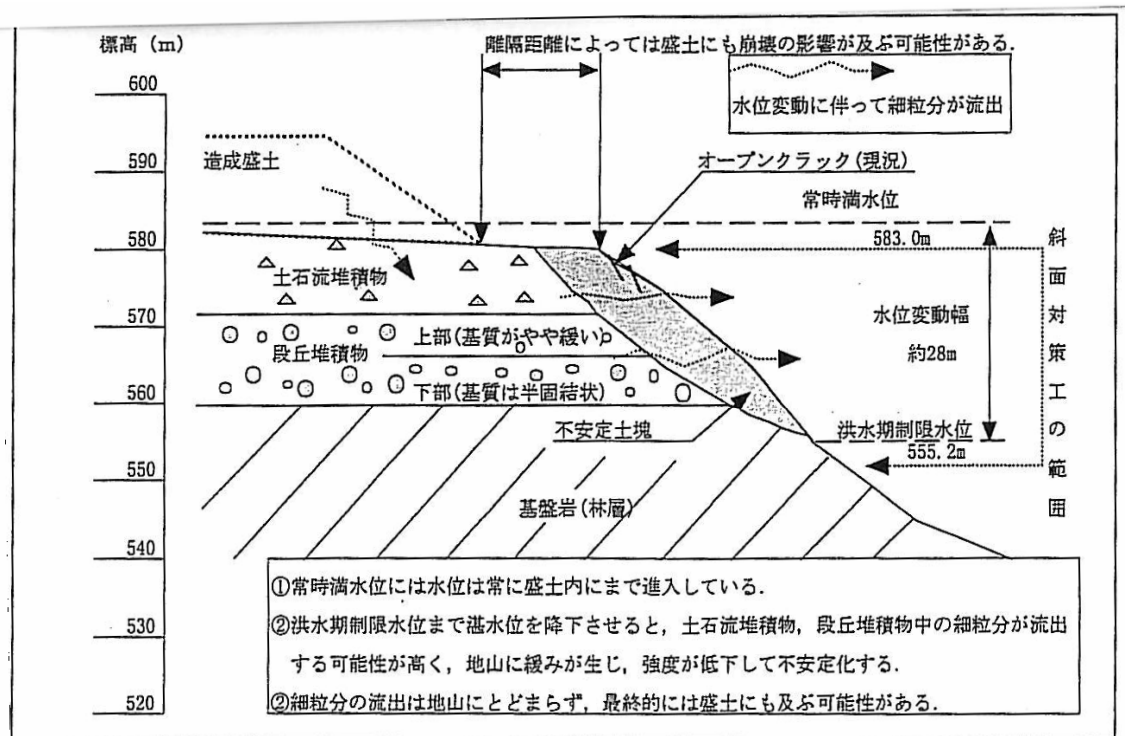 標高（m）
離隔距離によっては盛土にも崩壊の影響が及ぶ可能性がある.
600
水位変動に伴って細粒分が流出
590
造成盛土
オープンクラック(現況)
常時満水位
580
583.0m
斜面対策工の範囲
土石流堆積物
570
水位変動幅
約28m
上部(基質がやや緩い)
段丘堆積物
下部(基質は半固結状)
560
不安定土塊
洪水期制限水位
555.2m
550
基盤岩(林層)
540
①常時満水位には水位は常に盛土内にまで進入している.
②洪水期制限水位まで湛水位を降下させると，土石流堆積物，段丘堆積物中の細粒分が流出
する可能性が高く，地山に緩みが生じ，強度が低下して不安定化する.
②細粒分の流出は地山にとどまらず，最終的には盛土にも及ぶ可能性がある.
530
520